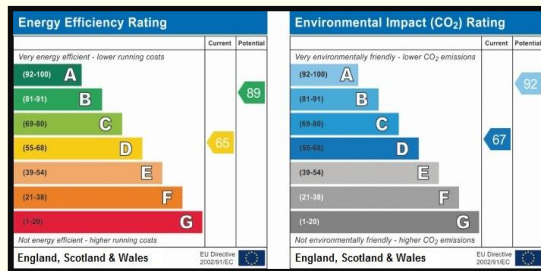 Energy Efficiency Rating
Current Potential
Very energy efficient - lower running costs
(92-100) A
(81-91) B
89
(69-80) C
(55-68) D
65
(39-54) E
(21-38) F
(1-20) G
Not energy efficient - higher running costs
England, Scotland & Wales
EU Directive
2002/91/EC
Environmental Impact (CO2) Rating
Current Potential
Very environmentally friendly - lower CO2 emissions
(92-100) A
92
(81-91) B
(69-80) C
(55-68) D
67
(39-54) E
(21-38) F
(1-20) G
Not environmentally friendly - higher CO2 emissions
England, Scotland & Wales
EU Directive
2002/91/EC